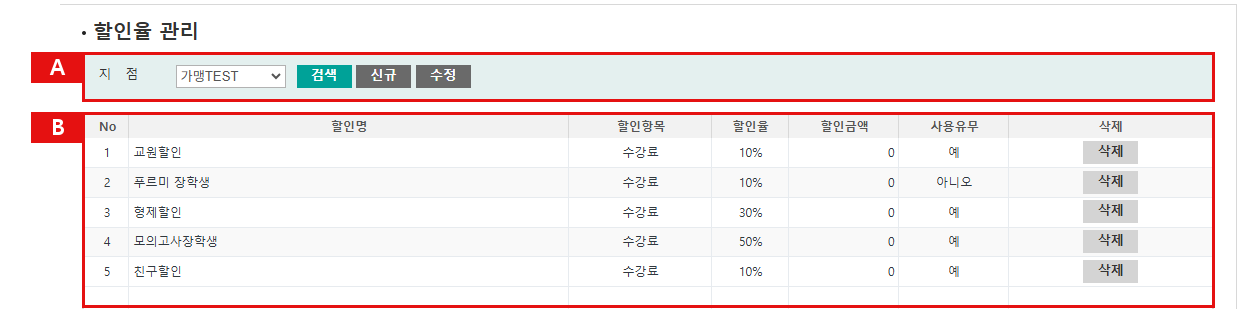 · 할인율 관리
A
지 점 가맹TEST 검색 신규 수정
B
No 할인명 할인항목 할인율 할인금액 사용유무 삭제
1 교원할인 수강료 10% 0 예 삭제
2 푸르미 장학생 수강료 10% 0 아니오 삭제
3 형제할인 수강료 30% 0 예 삭제
4 모의고사장학생 수강료 50% 0 예 삭제
5 친구할인 수강료 10% 0 예 삭제